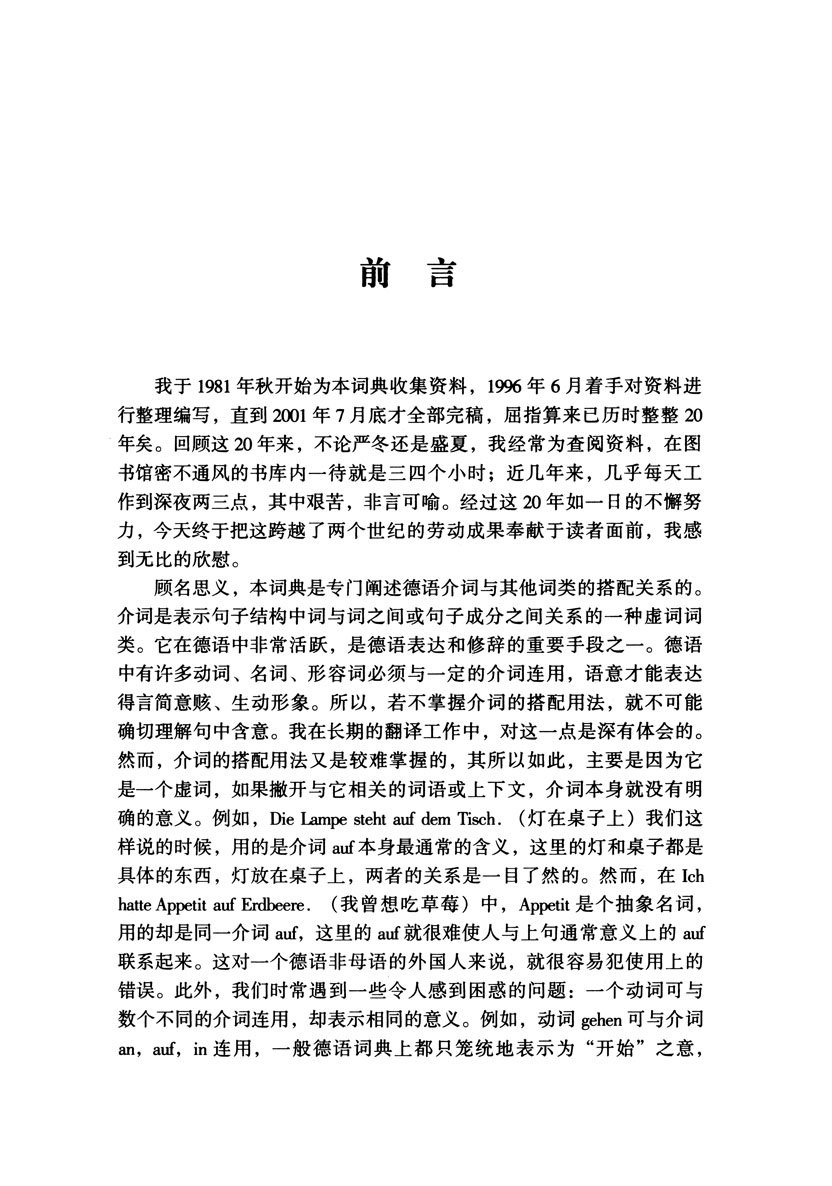 前 言
我于 1981 年秋开始为本词典收集资料，1996 年 6 月着手对资料进
行整理编写，直到 2001 年 7 月底才全部完稿，屈指算来已历时整整 20
年矣。回顾这 20 年来，不论严冬还是盛夏，我经常为查阅资料，在图
书馆密不通风的书库内一待就是三四个小时；近几年来，几乎每天工
作到深夜两三点，其中艰苦，非言可喻。经过这 20 年如一日的不懈努
力，今天终于把这跨越了两个世纪的劳动成果奉献于读者面前，我感
到无比的欣慰。
顾名思义，本词典是专门阐述德语介词与其他词类的搭配关系的。
介词是表示句子结构中词与词之间或句子成分之间关系的一种虚词词
类。它在德语中非常活跃，是德语表达和修辞的重要手段之一。德语
中有许多动词、名词、形容词必须与一定的介词连用，语意才能表达
得言简意赅、生动形象。所以，若不掌握介词的搭配用法，就不可能
确切理解句中含意。我在长期的翻译工作中，对这一点是深有体会的。
然而，介词的搭配用法又是较难掌握的，其所以如此，主要是因为它
是一个虚词，如果撇开与它相关的词语或上下文，介词本身就没有明
确的意义。例如，Die Lampe steht auf dem Tisch.（灯在桌子上）我们这
样说的时候，用的是介词 auf 本身最通常的含义，这里的灯和桌子都是
具体的东西，灯放在桌子上，两者的关系是一目了然的。然而，在 Ich
hatte Appetit auf Erdbeere.（我曾想吃草莓）中，Appetit 是个抽象名词，
用的却是同一介词 auf，这里的 auf 就很难使人与上句通常意义上的 auf
联系起来。这对一个德语非母语的外国人来说，就很容易犯使用上的
错误。此外，我们时常遇到一些令人感到困惑的问题：一个动词可与
数个不同的介词连用，却表示相同的意义。例如，动词 gehen 可与介词
an，auf，in 连用，一般德语词典上都只笼统地表示为“开始”之意，